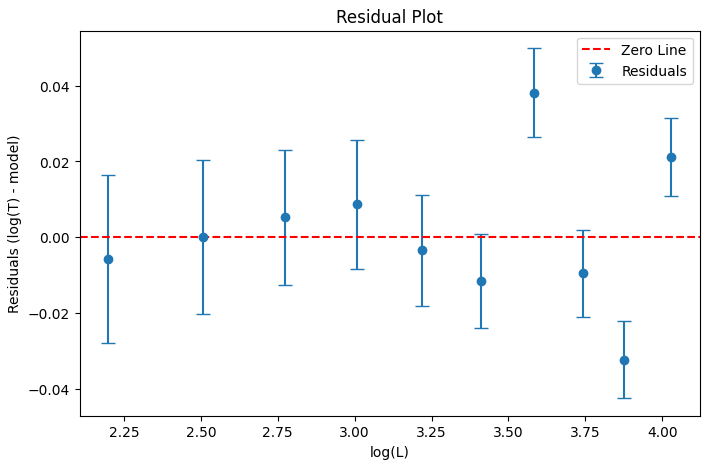 Residual Plot
Zero Line
Residuals
Residuals (log(T) - model)
0.04
0.02
0.00
−0.02
−0.04
2.25 2.50 2.75 3.00 3.25 3.50 3.75 4.00
log(L)